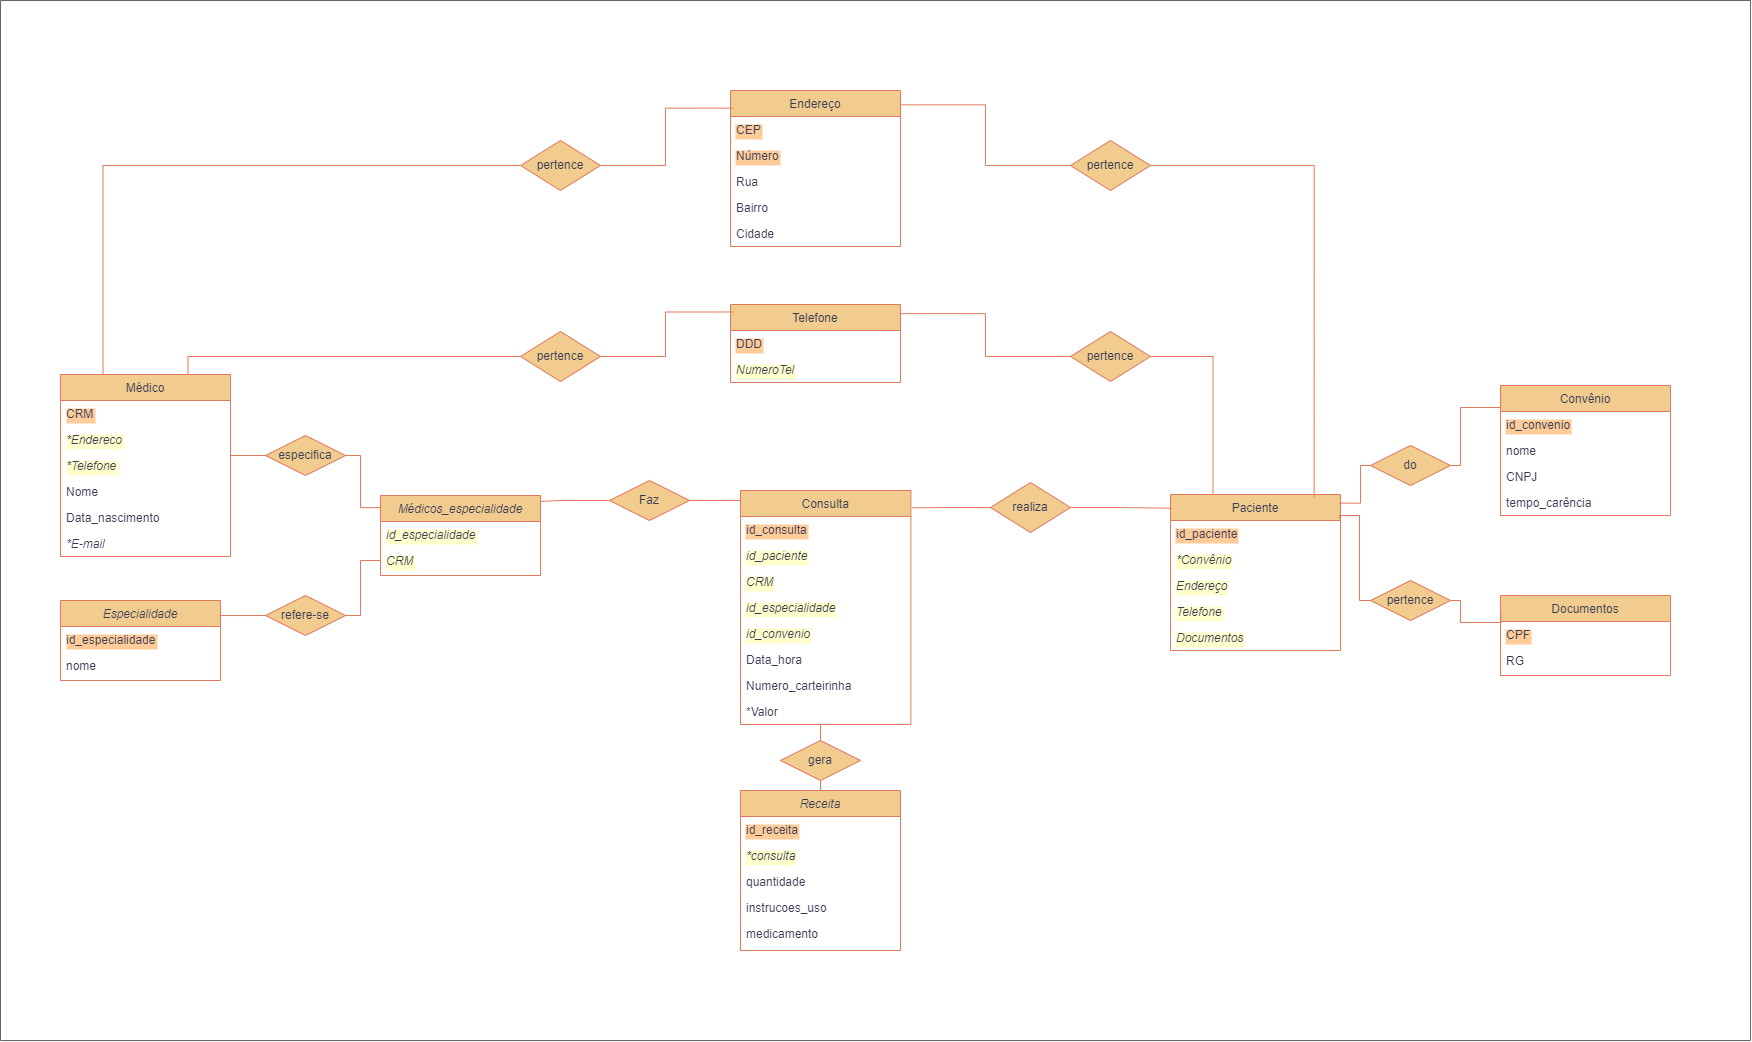 Endereço
CEP
Número
Rua
Bairro
Cidade
pertence
pertence
Telefone
DDD
NumeroTel
pertence
pertence
Médico
CRM
*Endereco
*Telefone
Nome
Data_nascimento
*E-mail
especifica
Médicos_especialidade
id_especialidade
CRM
Especialidade
id_especialidade
nome
refere-se
Faz
Consulta
id_consulta
id_paciente
CRM
id_especialidade
id_convenio
Data_hora
Numero_carteirinha
*Valor
realiza
Paciente
id_paciente
*Convênio
Endereço
Telefone
Documentos
do
Convênio
id_convenio
nome
CNPJ
tempo_carência
pertence
Documentos
CPF
RG
gera
Receita
id_receita
*consulta
quantidade
instrucoes_uso
medicamento